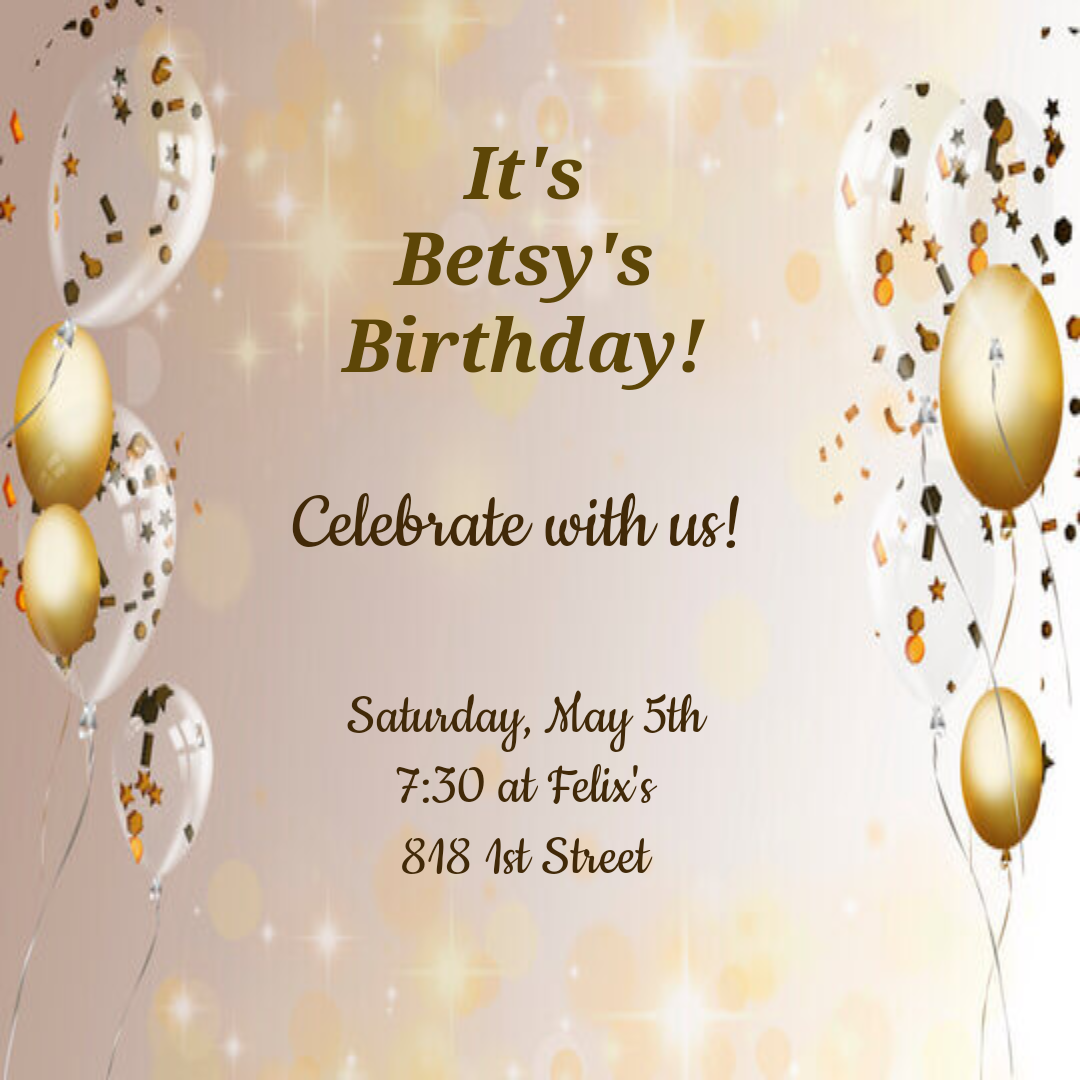 It's
Betsy's
Birthday!
Celebrate with us!
Saturday, May 5th
7:30 at Felix's
818 1st Street